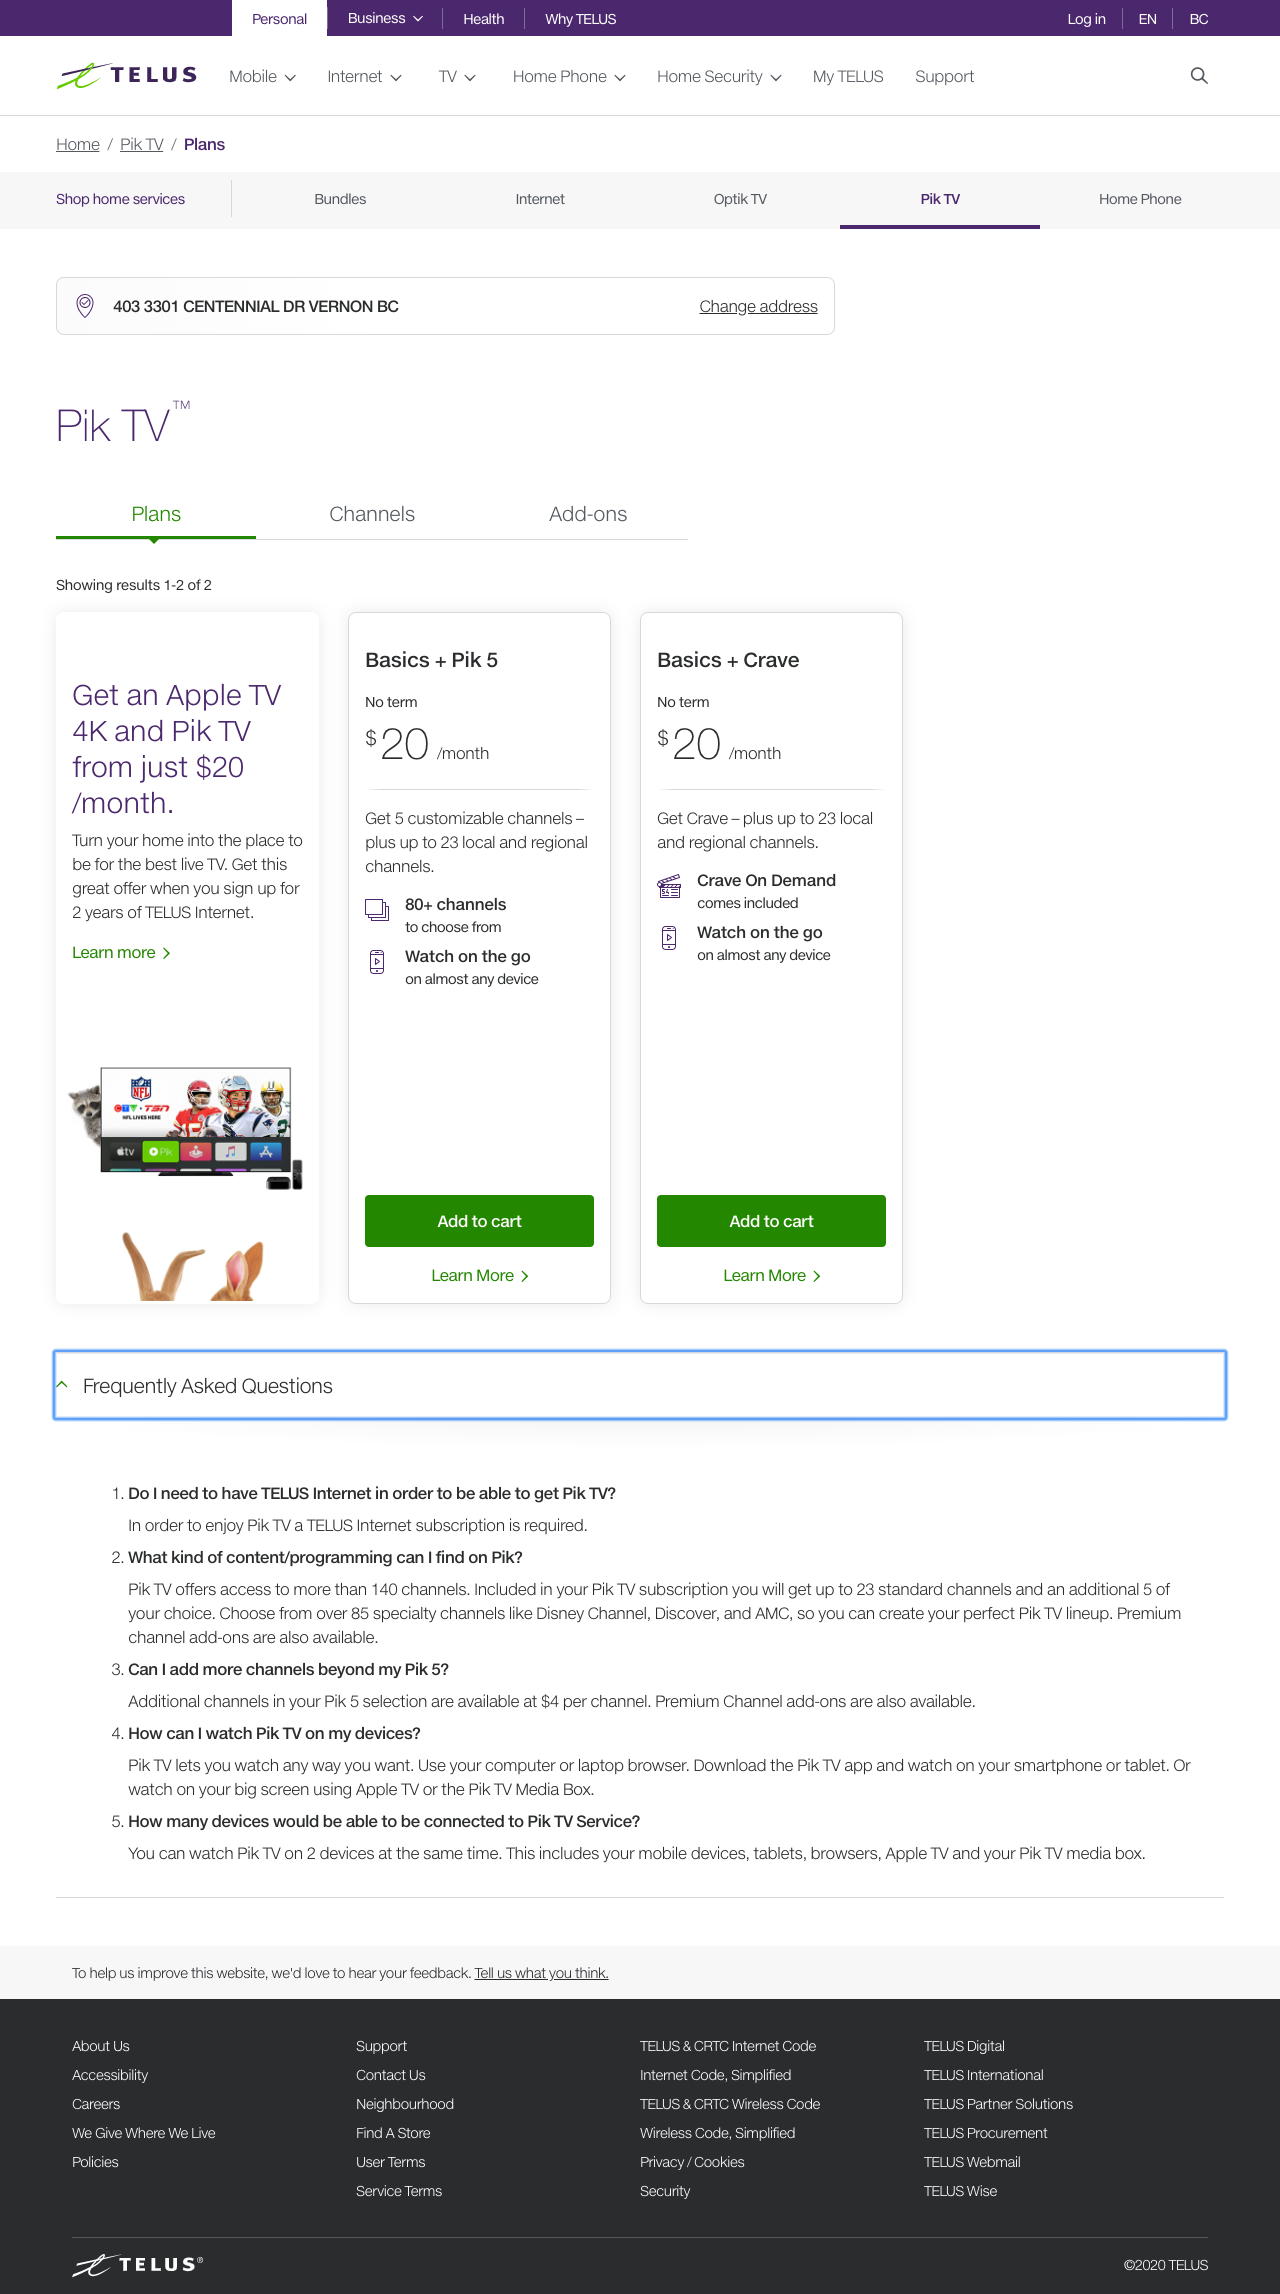 Personal Business Health Why TELUS Log in EN BC
TELUS Mobile Internet TV Home Phone Home Security My TELUS Support
Home / Pik TV / Plans
Shop home services Bundles Internet Optik TV Pik TV Home Phone
403 3301 CENTENNIAL DR VERNON BC Change address
Pik TV™
Plans Channels Add-ons
Showing results 1-2 of 2
Get an Apple TV
4K and Pik TV
from just $20
/month.
Turn your home into the place to
be for the best live TV. Get this
great offer when you sign up for
2 years of TELUS Internet.
Learn more
NFL
CTV • TSN
NFL LIVES HERE
tv Pik
Basics + Pik 5
No term
$20 /month
Get 5 customizable channels –
plus up to 23 local and regional
channels.
80+ channels
to choose from
Watch on the go
on almost any device
Add to cart
Learn More
Basics + Crave
No term
$20 /month
Get Crave – plus up to 23 local
and regional channels.
Crave On Demand
comes included
Watch on the go
on almost any device
Add to cart
Learn More
Frequently Asked Questions
1. Do I need to have TELUS Internet in order to be able to get Pik TV?
In order to enjoy Pik TV a TELUS Internet subscription is required.
2. What kind of content/programming can I find on Pik?
Pik TV offers access to more than 140 channels. Included in your Pik TV subscription you will get up to 23 standard channels and an additional 5 of
your choice. Choose from over 85 specialty channels like Disney Channel, Discover, and AMC, so you can create your perfect Pik TV lineup. Premium
channel add-ons are also available.
3. Can I add more channels beyond my Pik 5?
Additional channels in your Pik 5 selection are available at $4 per channel. Premium Channel add-ons are also available.
4. How can I watch Pik TV on my devices?
Pik TV lets you watch any way you want. Use your computer or laptop browser. Download the Pik TV app and watch on your smartphone or tablet. Or
watch on your big screen using Apple TV or the Pik TV Media Box.
5. How many devices would be able to be connected to Pik TV Service?
You can watch Pik TV on 2 devices at the same time. This includes your mobile devices, tablets, browsers, Apple TV and your Pik TV media box.
To help us improve this website, we'd love to hear your feedback. Tell us what you think.
About Us
Accessibility
Careers
We Give Where We Live
Policies
Support
Contact Us
Neighbourhood
Find A Store
User Terms
Service Terms
TELUS & CRTC Internet Code
Internet Code, Simplified
TELUS & CRTC Wireless Code
Wireless Code, Simplified
Privacy / Cookies
Security
TELUS Digital
TELUS International
TELUS Partner Solutions
TELUS Procurement
TELUS Webmail
TELUS Wise
TELUS® ©2020 TELUS